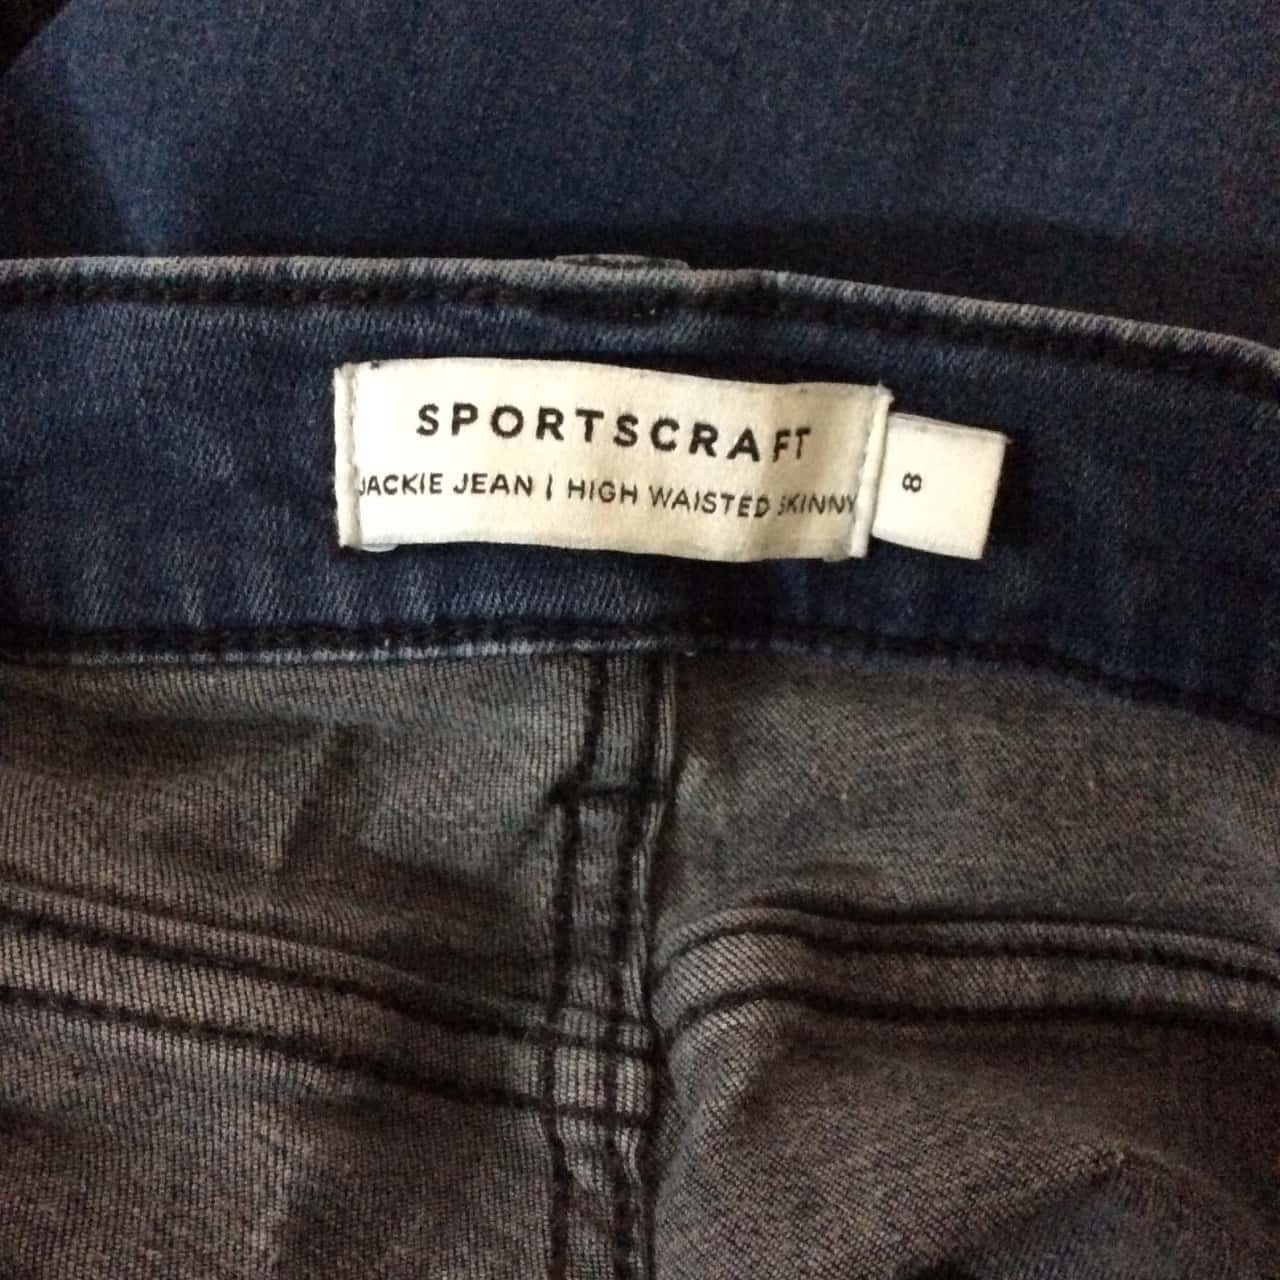 SPORTSCRAFT
JACKIE JEAN | HIGH WAISTED SKINNY
8